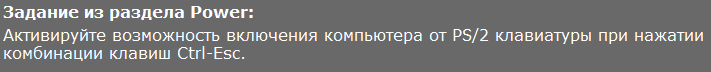 Задание из раздела Power:
Активируйте возможность включения компьютера от PS/2 клавиатуры при нажатии
комбинации клавиш Ctrl-Esc.